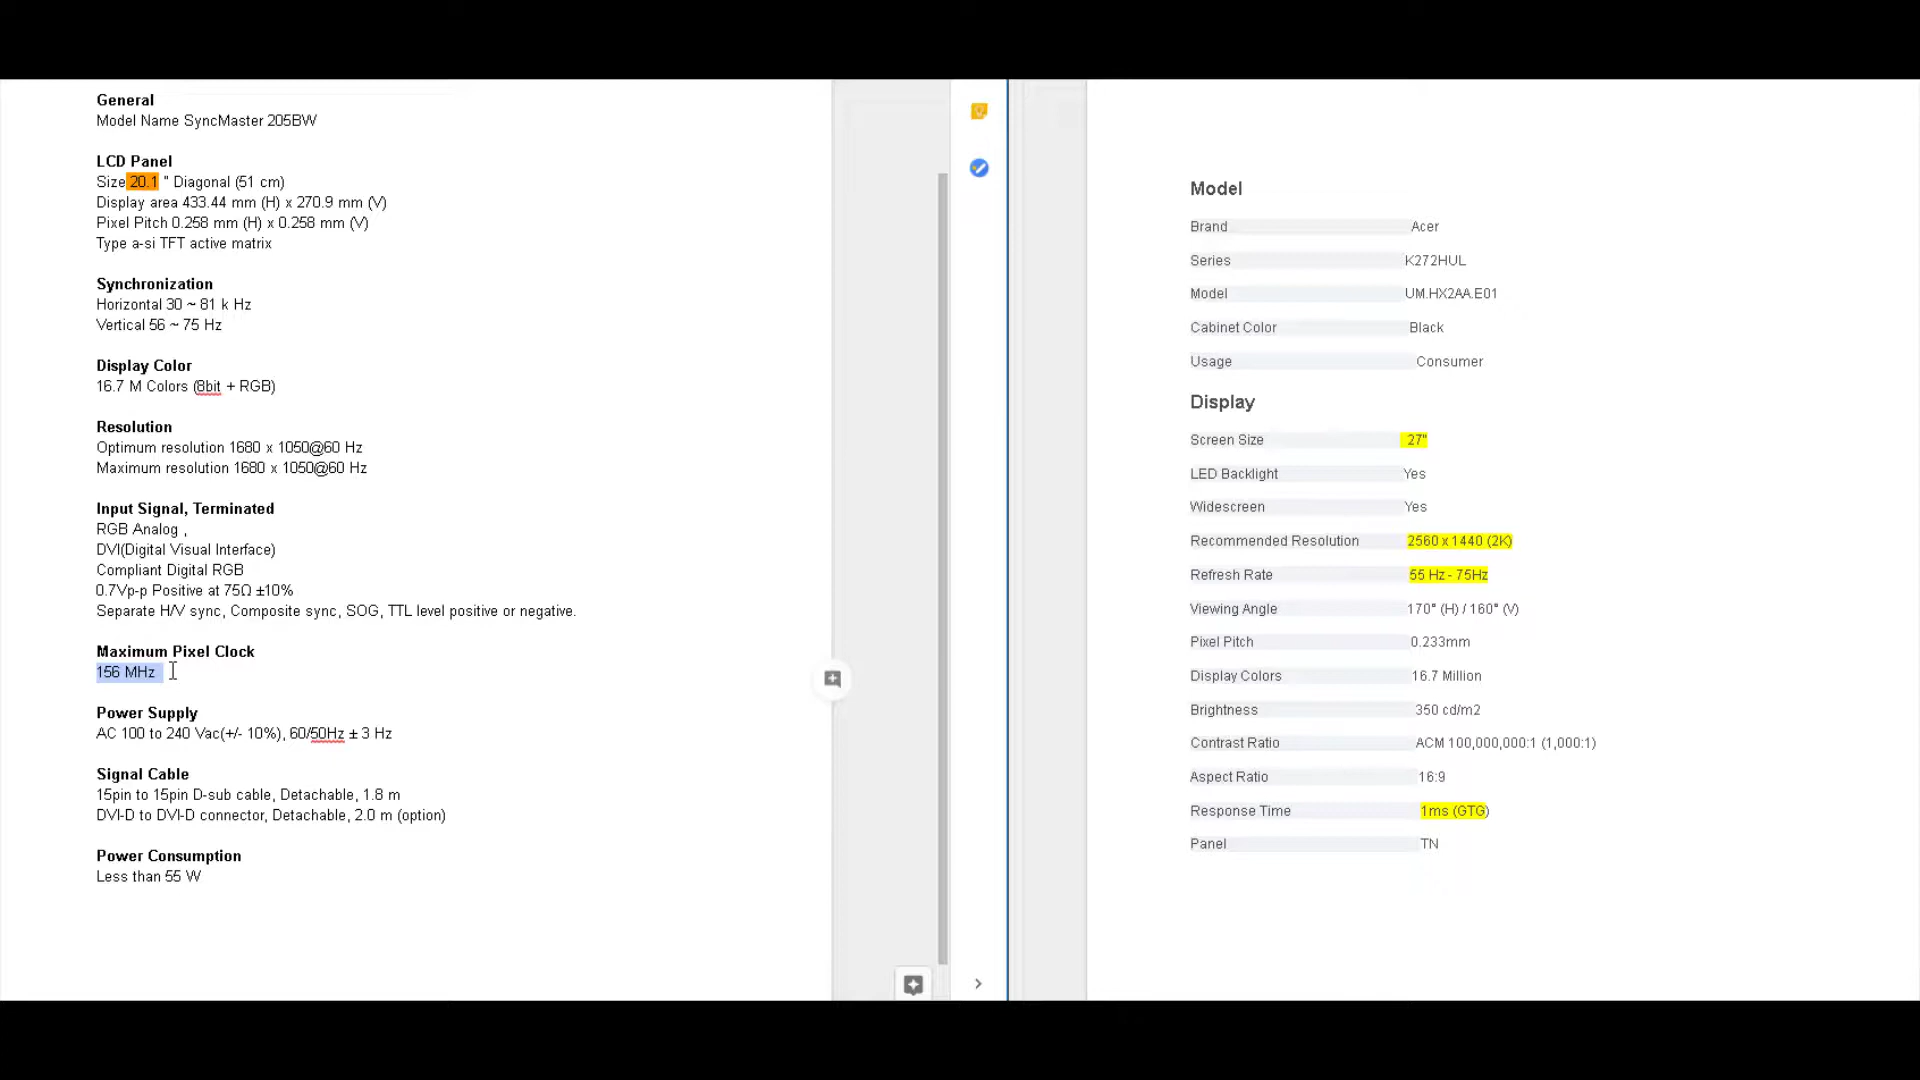 General
Model Name SyncMaster 205BW
LCD Panel
Size 20.1 " Diagonal (51 cm)
Display area 433.44 mm (H) x 270.9 mm (V)
Pixel Pitch 0.258 mm (H) x 0.258 mm (V)
Type a-si TFT active matrix
Synchronization
Horizontal 30 ~ 81 k Hz
Vertical 56 ~ 75 Hz
Display Color
16.7 M Colors (8bit + RGB)
Resolution
Optimum resolution 1680 x 1050@60 Hz
Maximum resolution 1680 x 1050@60 Hz
Input Signal, Terminated
RGB Analog ,
DVI(Digital Visual Interface)
Compliant Digital RGB
0.7Vp-p Positive at 75Ω ±10%
Separate H/V sync, Composite sync, SOG, TTL level positive or negative.
Maximum Pixel Clock
156 MHz
Power Supply
AC 100 to 240 Vac(+/- 10%), 60/50Hz ± 3 Hz
Signal Cable
15pin to 15pin D-sub cable, Detachable, 1.8 m
DVI-D to DVI-D connector, Detachable, 2.0 m (option)
Power Consumption
Less than 55 W
Model
Brand Acer
Series K272HUL
Model UM.HX2AA.E01
Cabinet Color Black
Usage Consumer
Display
Screen Size 27"
LED Backlight Yes
Widescreen Yes
Recommended Resolution 2560 x 1440 (2K)
Refresh Rate 55 Hz - 75Hz
Viewing Angle 170° (H) / 160° (V)
Pixel Pitch 0.233mm
Display Colors 16.7 Million
Brightness 350 cd/m2
Contrast Ratio ACM 100,000,000:1 (1,000:1)
Aspect Ratio 16:9
Response Time 1ms (GTG)
Panel TN